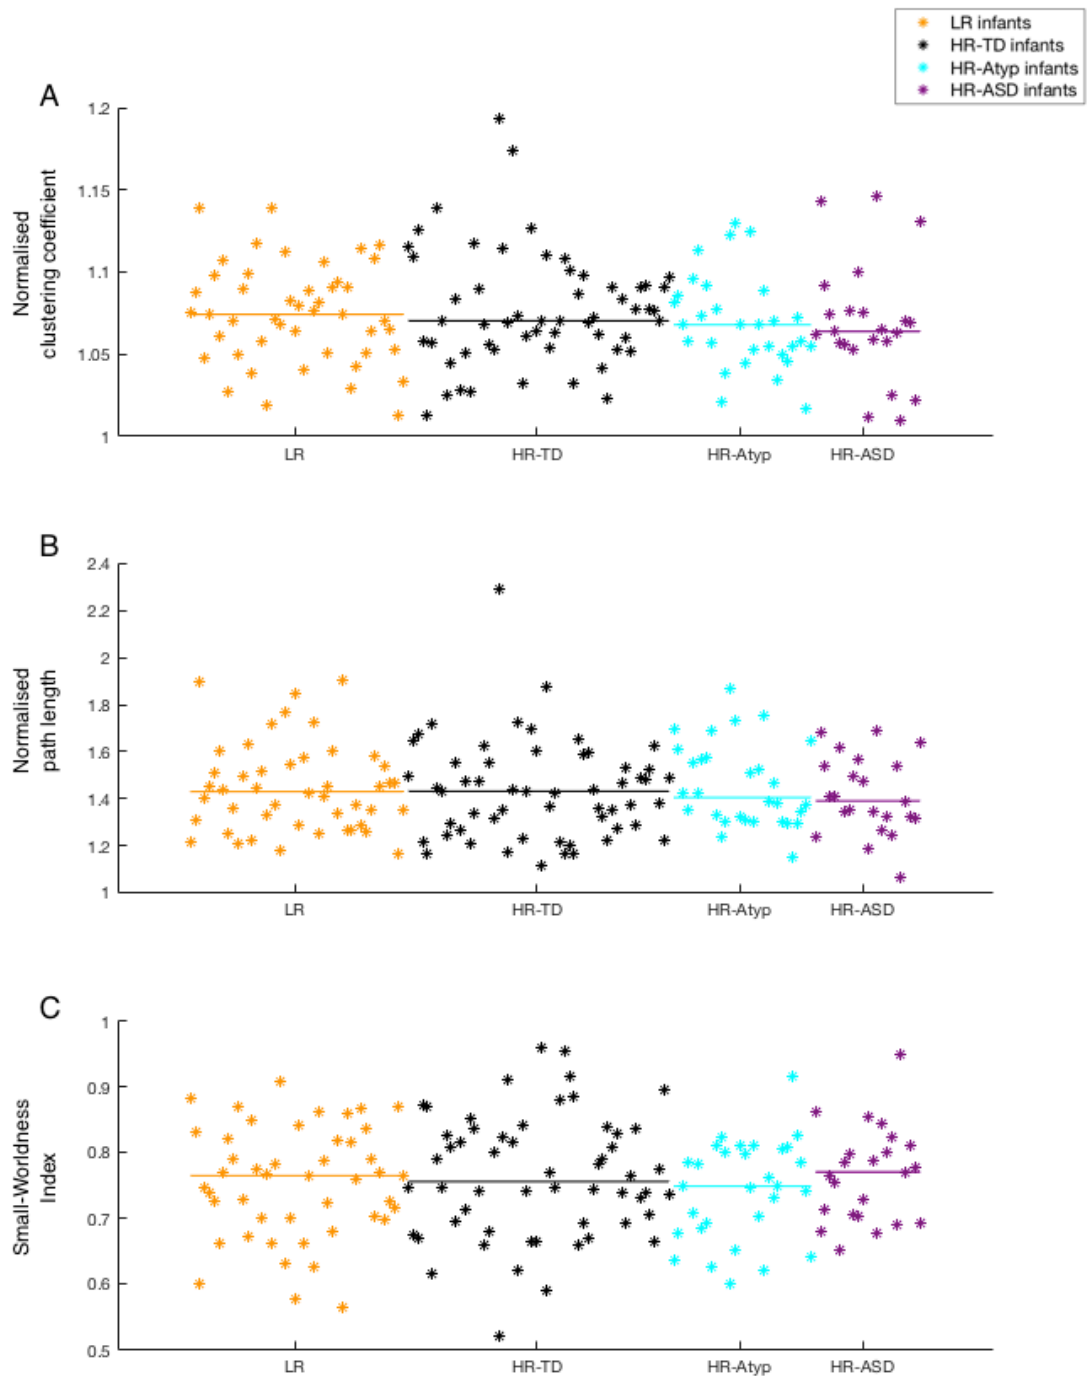 LR infants
HR-TD infants
HR-Atyp infants
HR-ASD infants
A
Normalised
clustering coefficient
1.2
1.15
1.1
1.05
1
LR HR-TD HR-Atyp HR-ASD
B
Normalised
path length
2.4
2.2
2
1.8
1.6
1.4
1.2
1
LR HR-TD HR-Atyp HR-ASD
C
Small-Worldness
Index
1
0.9
0.8
0.7
0.6
0.5
LR HR-TD HR-Atyp HR-ASD